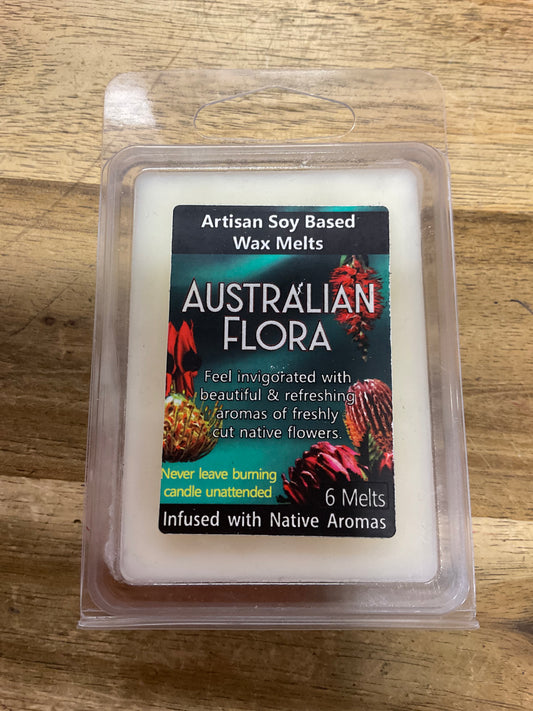 Artisan Soy Based
Wax Melts
AUSTRALIAN
FLORA
Feel invigorated with
beautiful & refreshing
aromas of freshly
cut native flowers.
Never leave burning
candle unattended
6 Melts
Infused with Native Aromas